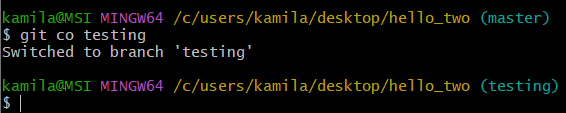 kamila@MSI MINGW64 /c/users/kamila/desktop/hello_two (master)
$ git co testing
Switched to branch 'testing'
kamila@MSI MINGW64 /c/users/kamila/desktop/hello_two (testing)
$